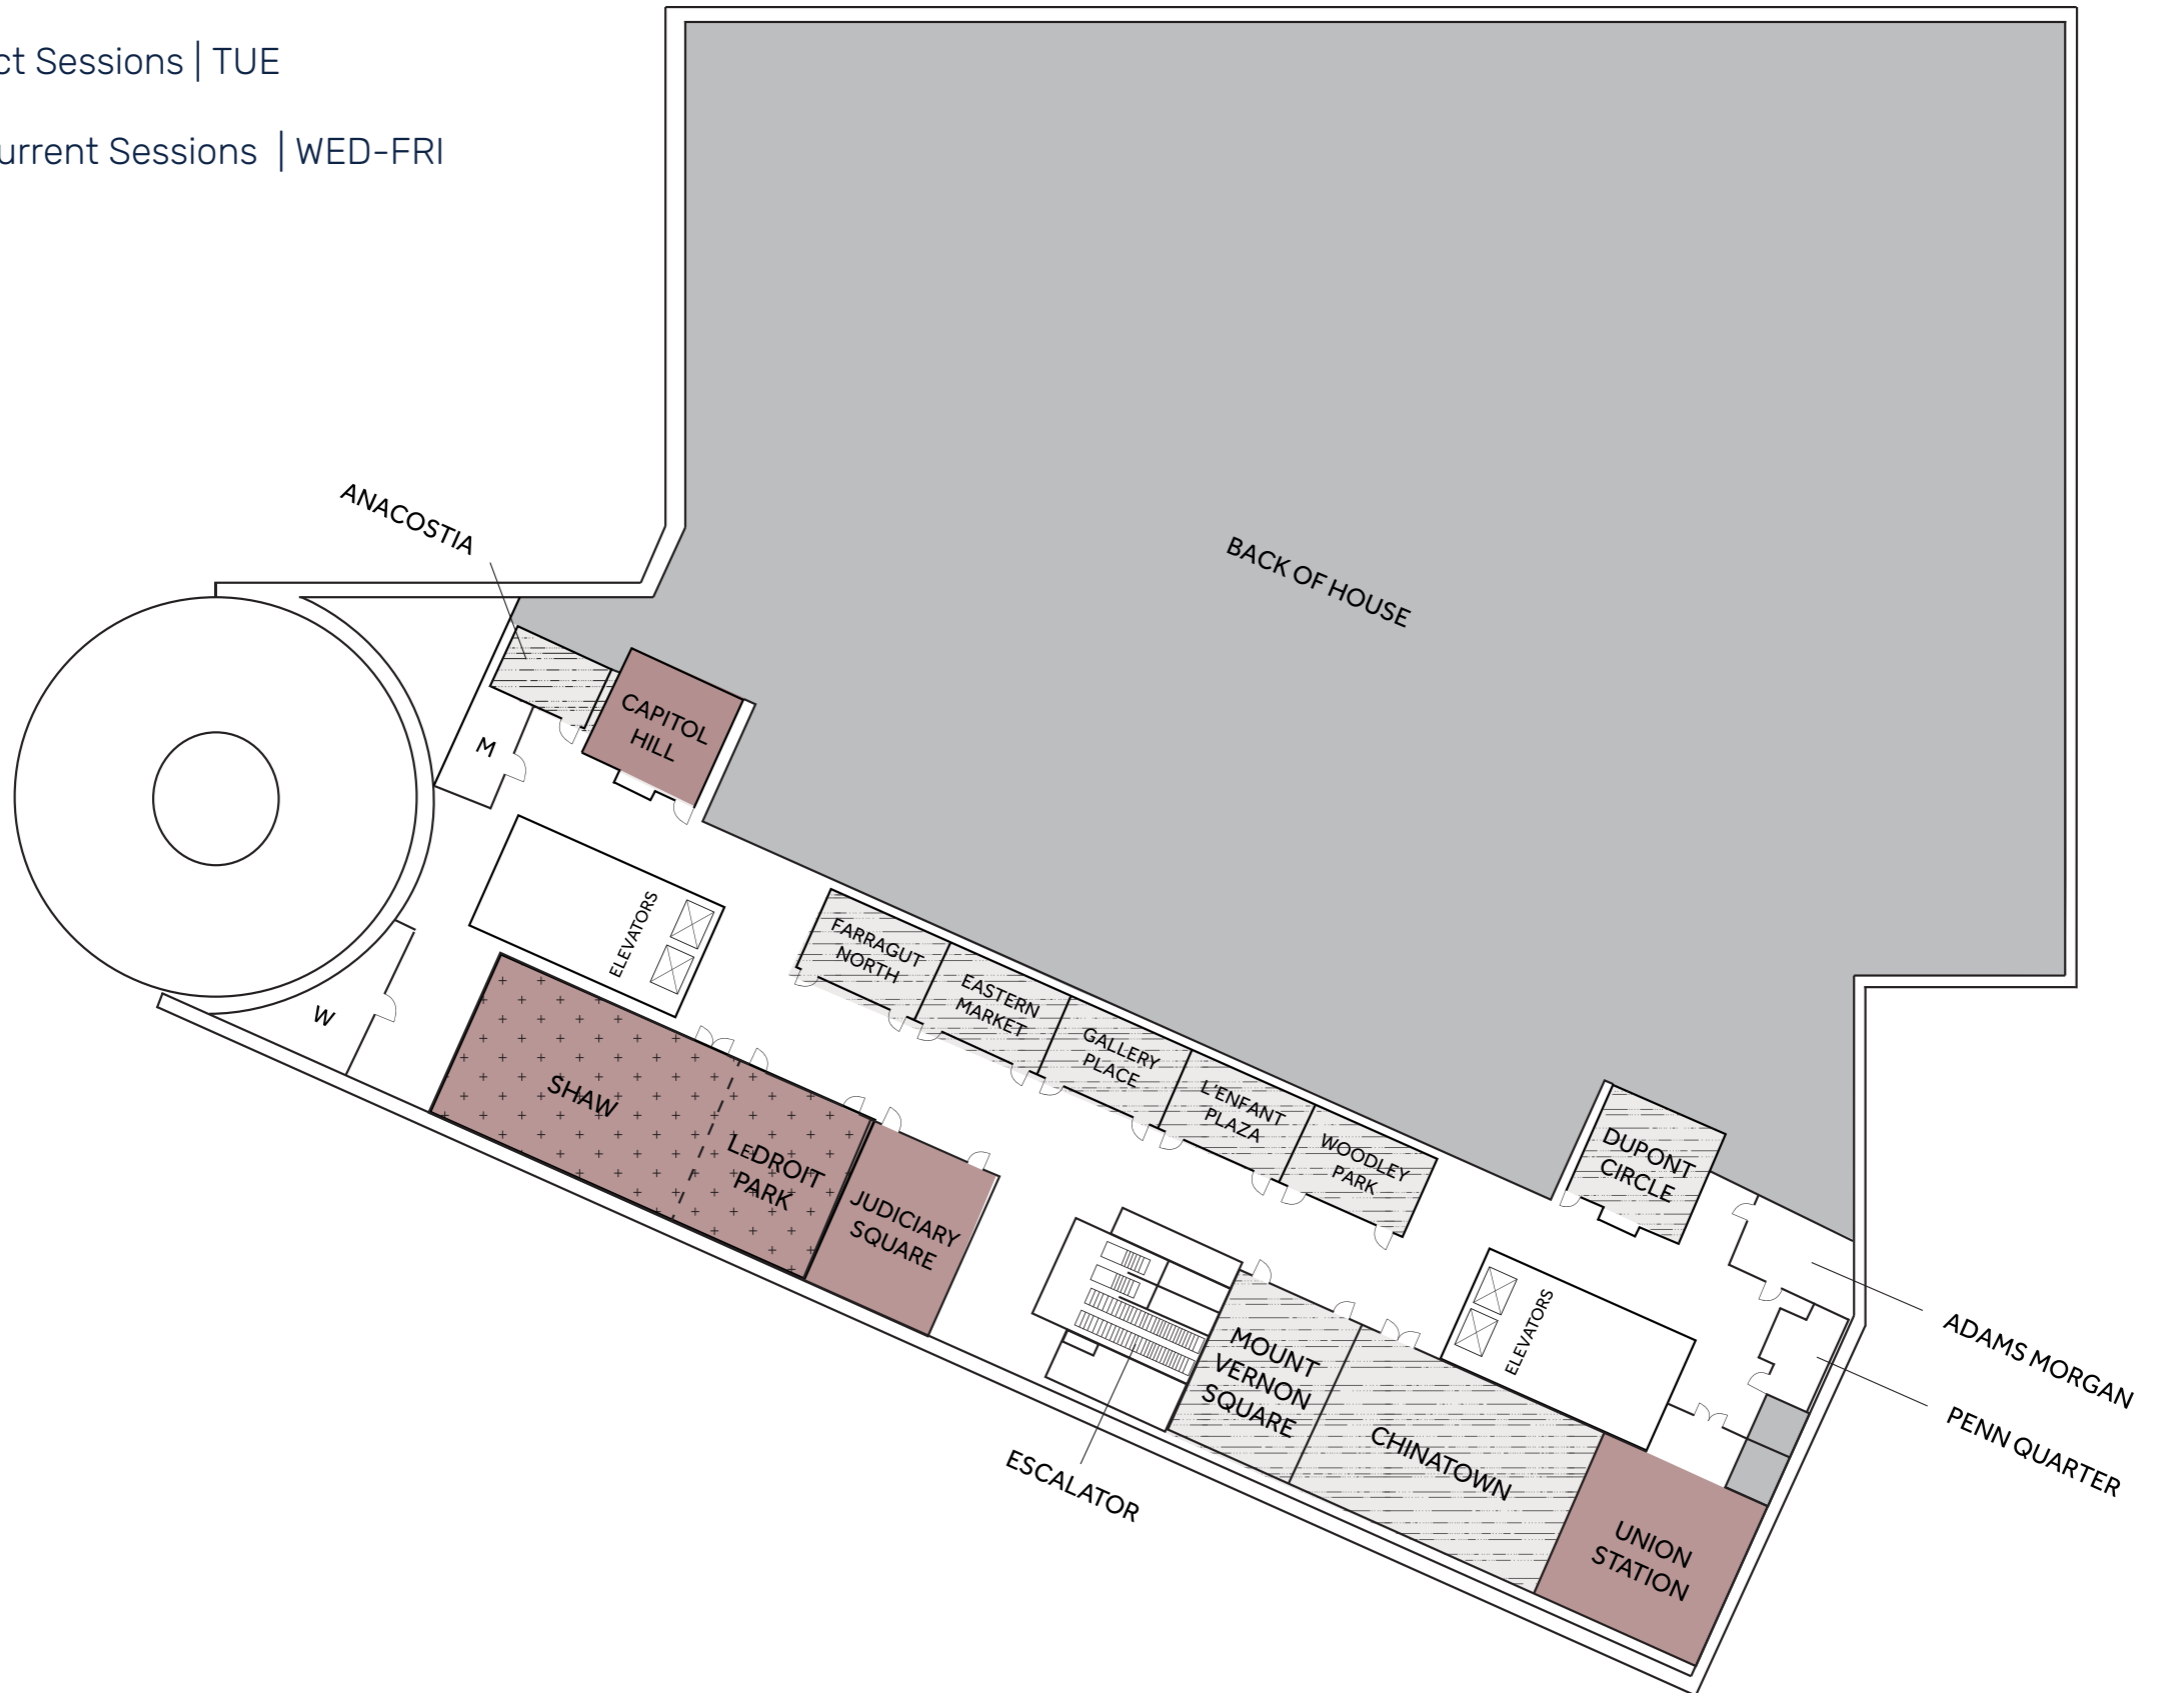 ct Sessions | TUE
urrent Sessions | WED-FRI
ANACOSTIA
BACK OF HOUSE
CAPITOL
HILL
M
ELEVATORS
W
FARRAGUT
NORTH
EASTERN
MARKET
GALLERY
PLACE
L'ENFANT
PLAZA
WOODLEY
PARK
DUPONT
CIRCLE
SHAW
LEDROIT
PARK
JUDICIARY
SQUARE
MOUNT
VERNON
SQUARE
ELEVATORS
ADAMS MORGAN
PENN QUARTER
CHINATOWN
ESCALATOR
UNION
STATION